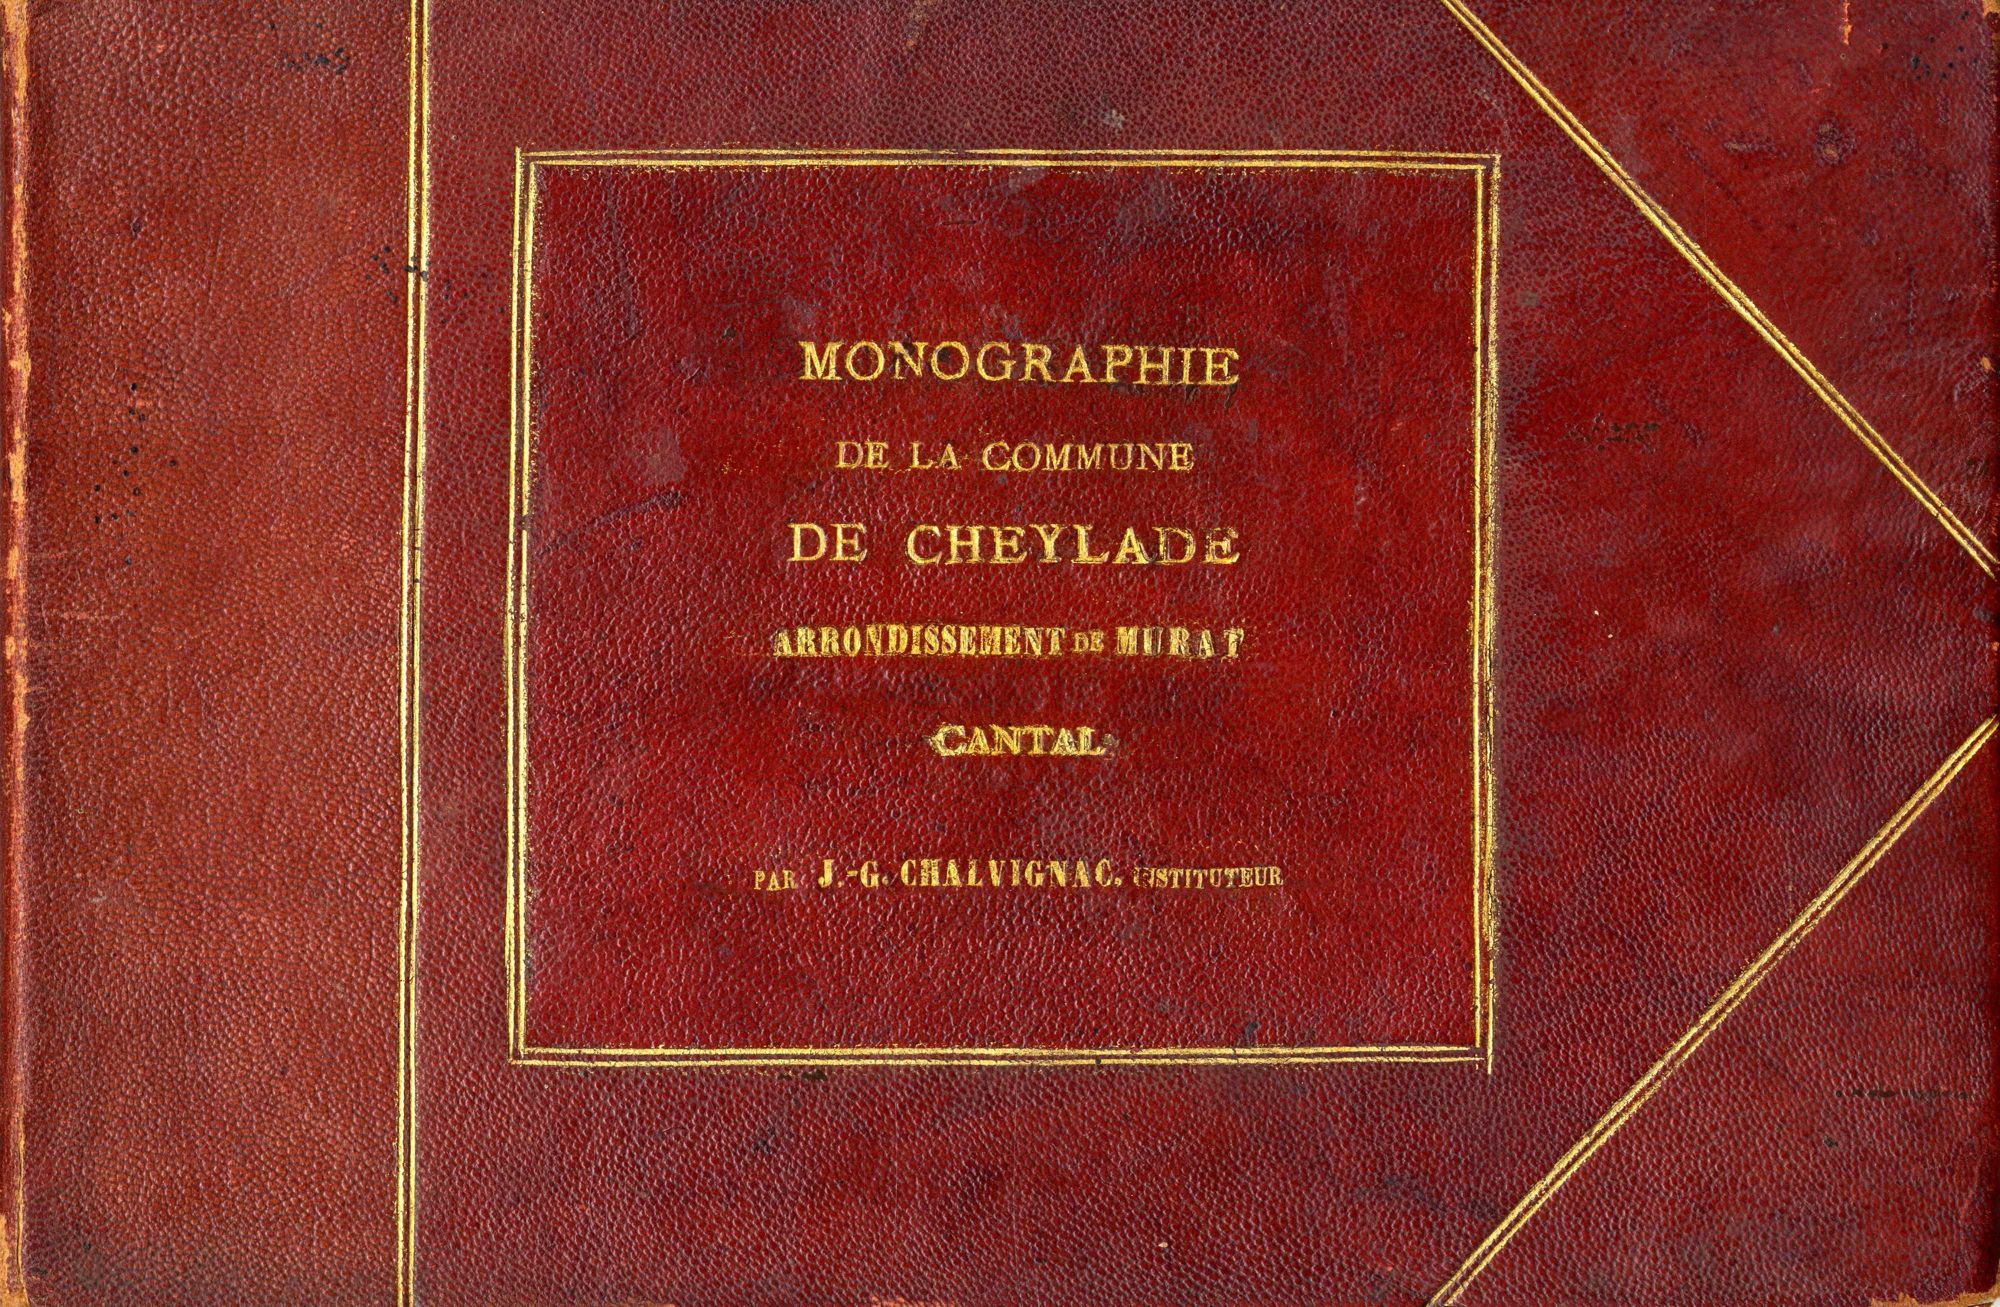 MONOGRAPHIE
DE LA COMMUNE
DE CHEYLADE
ARRONDISSEMENT DE MURAT
CANTAL
PAR J.-G. CHALVIGNAC, INSTITUTEUR